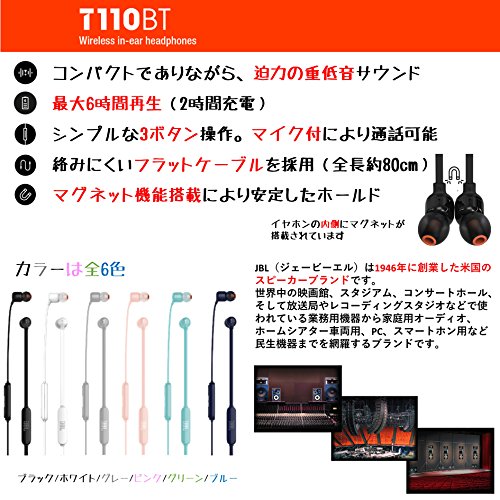 T110BT
Wireless in-ear headphones
コンパクトでありながら、迫力の重低音サウンド
最大6時間再生（2時間充電）
シンプルな3ボタン操作。マイク付により通話可能
絡みにくいフラットケーブルを採用（全長約80cm）
マグネット機能搭載により安定したホールド
イヤホンの内側にマグネットが
搭載されています
カラーは全6色
JBL（ジェービーエル）は1946年に創業した米国の
スピーカーブランドです。
世界中の映画館、スタジアム、コンサートホール、
そして放送局やレコーディングスタジオなどで使
われている業務用機器から家庭用オーディオ、
ホームシアター車両用、PC、スマートホン用など
民生機器までを網羅するブランドです。
JBL
ブラック/ホワイト/グレー/ピンク/グリーン/ブルー